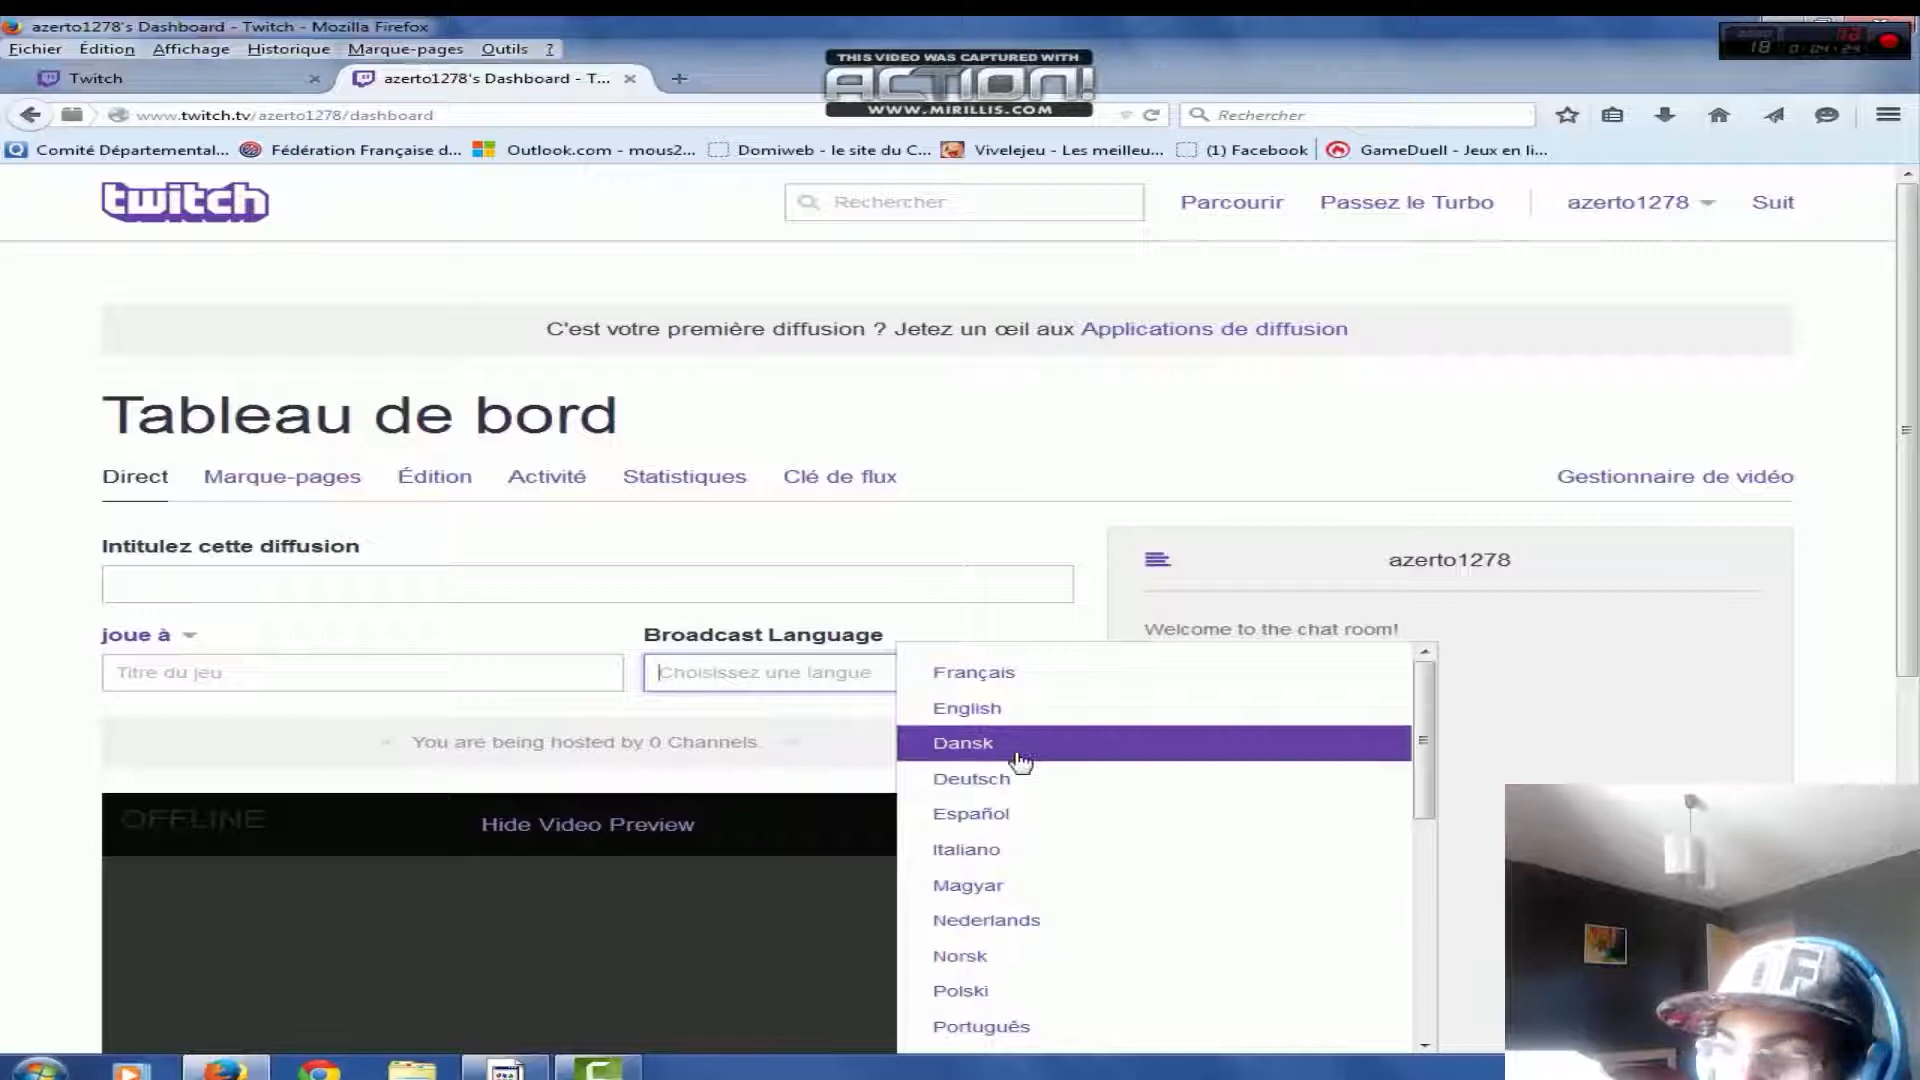 azerto1278's Dashboard - Twitch - Mozilla Firefox
Fichier Édition Affichage Historique Marque-pages Outils ?
THIS VIDEO WAS CAPTURED WITH
ACTION!
WWW.MIRILLIS.COM
18
Twitch
azerto1278's Dashboard - T...
www.twitch.tv/azerto1278/dashboard
Rechercher
Comité Départemental...
Fédération Française d...
Outlook.com - mous2...
Domiweb - le site du C...
Vivelejeu - Les meilleu...
(1) Facebook
GameDuell - Jeux en li...
twitch
Rechercher
Parcourir
Passez le Turbo
azerto1278
Suit
C'est votre première diffusion ? Jetez un œil aux Applications de diffusion
Tableau de bord
Direct Marque-pages Édition Activité Statistiques Clé de flux
Gestionnaire de vidéo
Intitulez cette diffusion
azerto1278
Welcome to the chat room!
joue à
Broadcast Language
Titre du jeu
Choisissez une langue
You are being hosted by 0 Channels.
OFFLINE
Hide Video Preview
Français
English
Dansk
Deutsch
Español
Italiano
Magyar
Nederlands
Norsk
Polski
Português